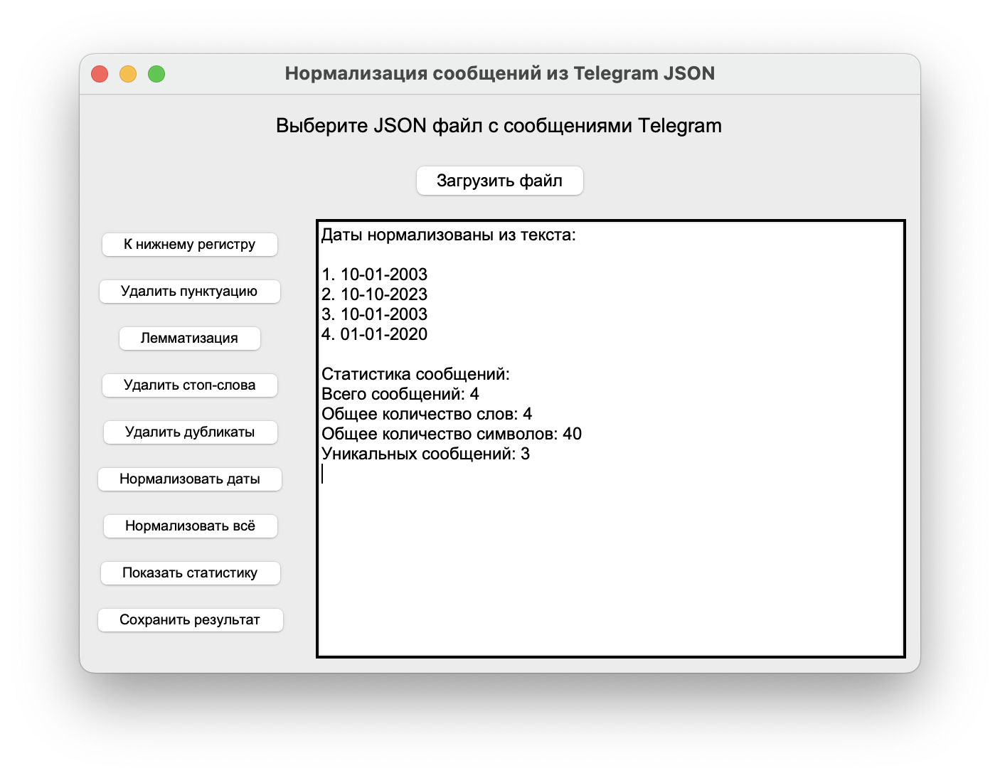 Нормализация сообщений из Telegram JSON
Выберите JSON файл с сообщениями Telegram
Загрузить файл
К нижнему регистру
Удалить пунктуацию
Лемматизация
Удалить стоп-слова
Удалить дубликаты
Нормализовать даты
Нормализовать всё
Показать статистику
Сохранить результат
Даты нормализованы из текста:
1. 10-01-2003
2. 10-10-2023
3. 10-01-2003
4. 01-01-2020
Статистика сообщений:
Всего сообщений: 4
Общее количество слов: 4
Общее количество символов: 40
Уникальных сообщений: 3